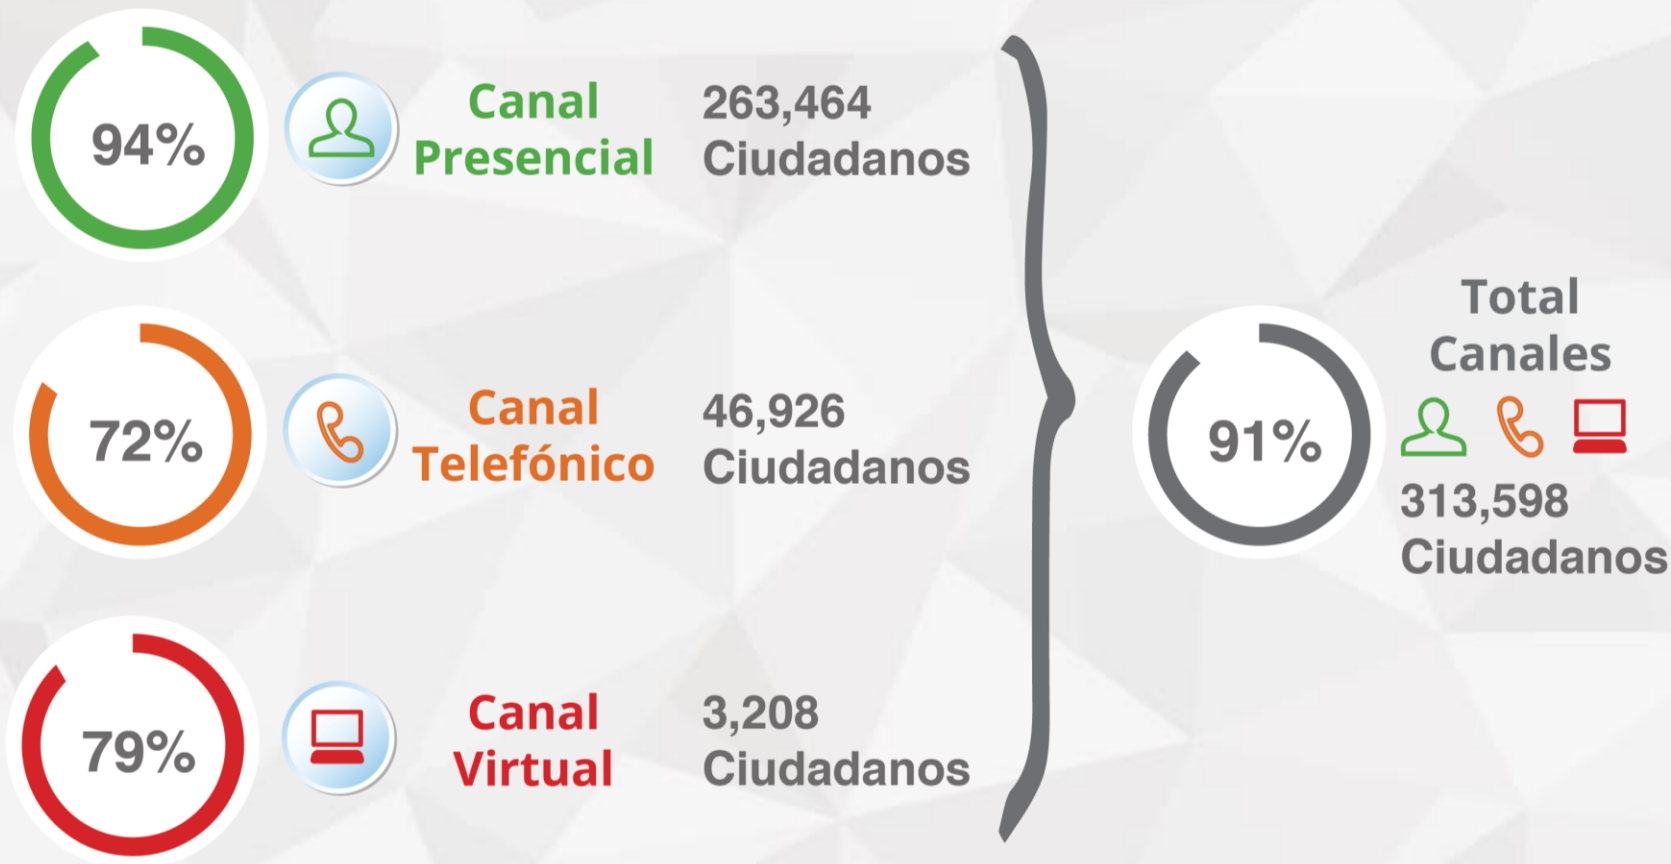 94%
Canal
Presencial
263,464
Ciudadanos
72%
Canal
Telefónico
46,926
Ciudadanos
79%
Canal
Virtual
3,208
Ciudadanos
Total
Canales
91%
313,598
Ciudadanos